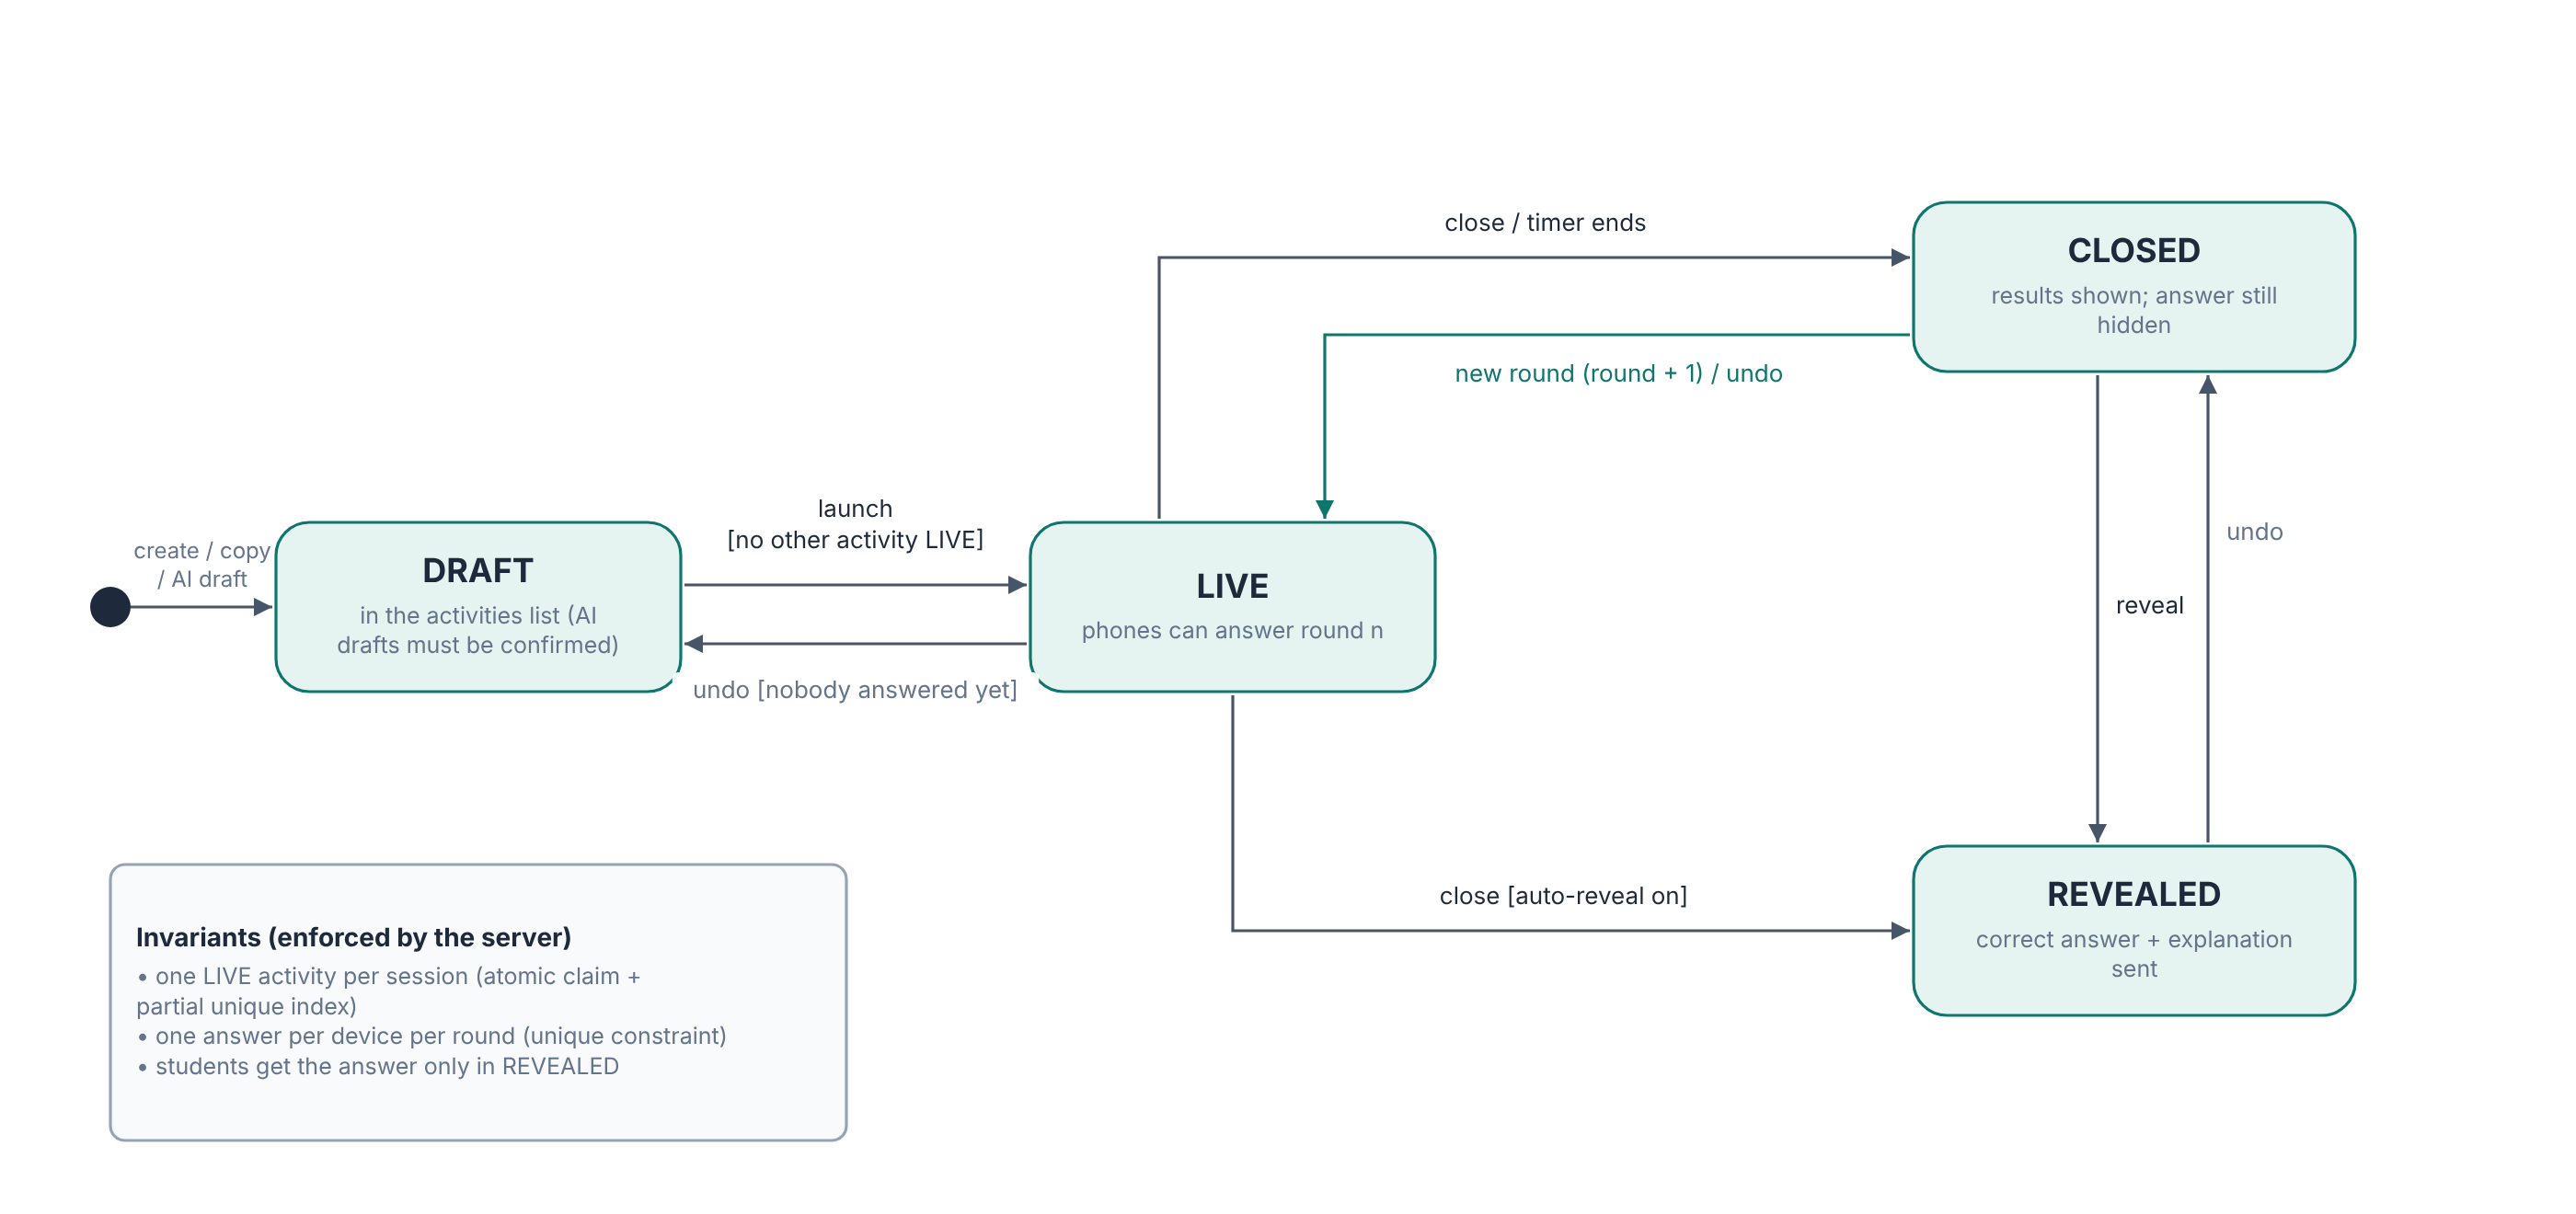 close / timer ends
CLOSED
results shown; answer still
hidden
new round (round + 1) / undo
launch
[no other activity LIVE]
create / copy
/ AI draft
DRAFT
in the activities list (AI
drafts must be confirmed)
LIVE
phones can answer round n
undo [nobody answered yet]
undo
reveal
close [auto-reveal on]
REVEALED
correct answer + explanation
sent
Invariants (enforced by the server)
• one LIVE activity per session (atomic claim +
partial unique index)
• one answer per device per round (unique constraint)
• students get the answer only in REVEALED